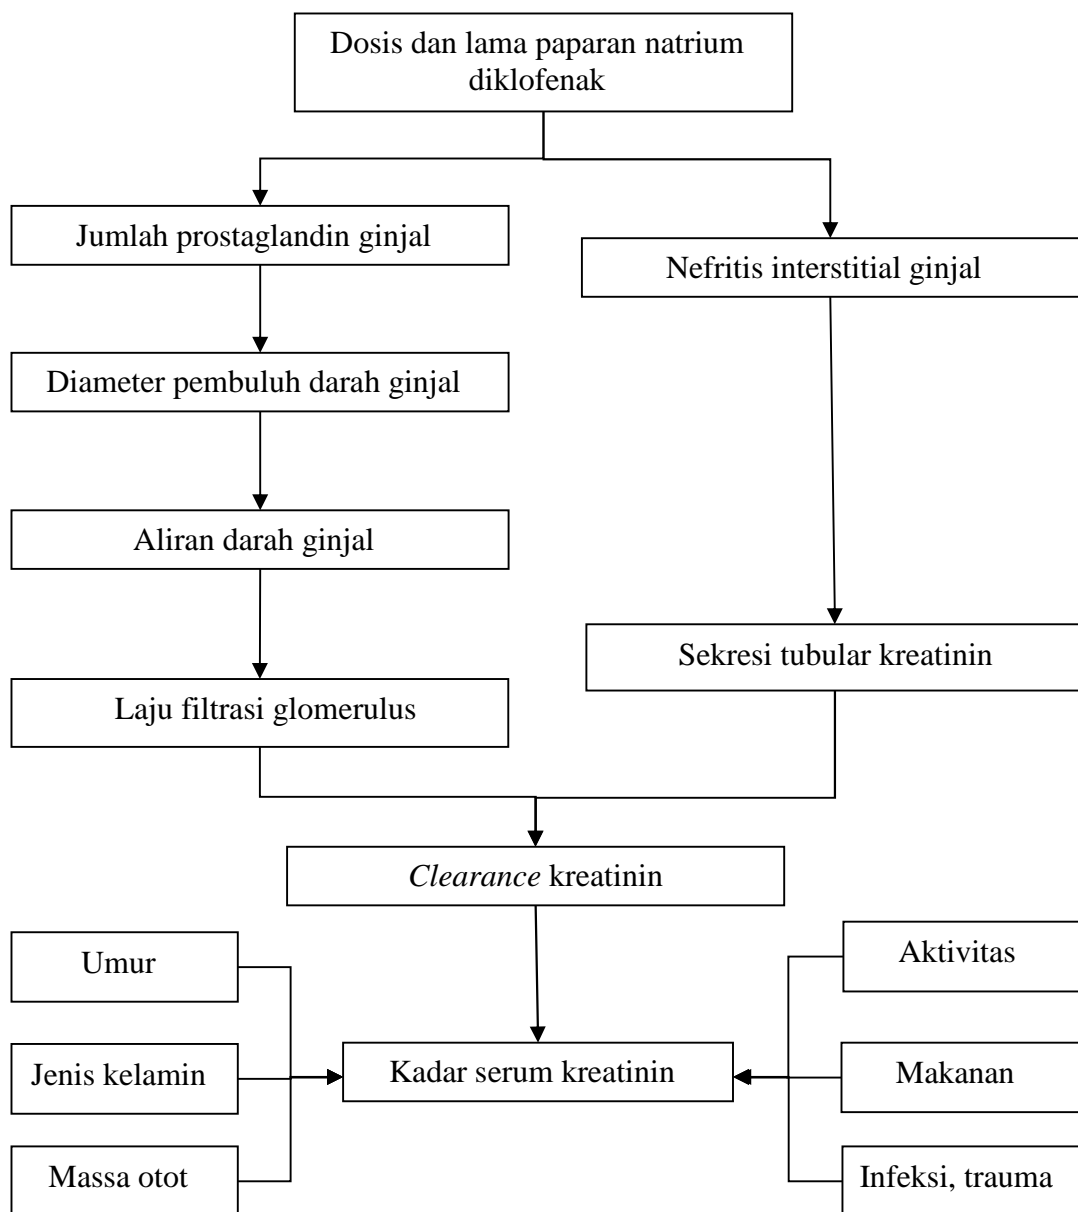 Dosis dan lama paparan natrium
diklofenak
Jumlah prostaglandin ginjal
Nefritis interstitial ginjal
Diameter pembuluh darah ginjal
Aliran darah ginjal
Sekresi tubular kreatinin
Laju filtrasi glomerulus
Clearance kreatinin
Umur
Aktivitas
Jenis kelamin
Kadar serum kreatinin
Makanan
Massa otot
Infeksi, trauma